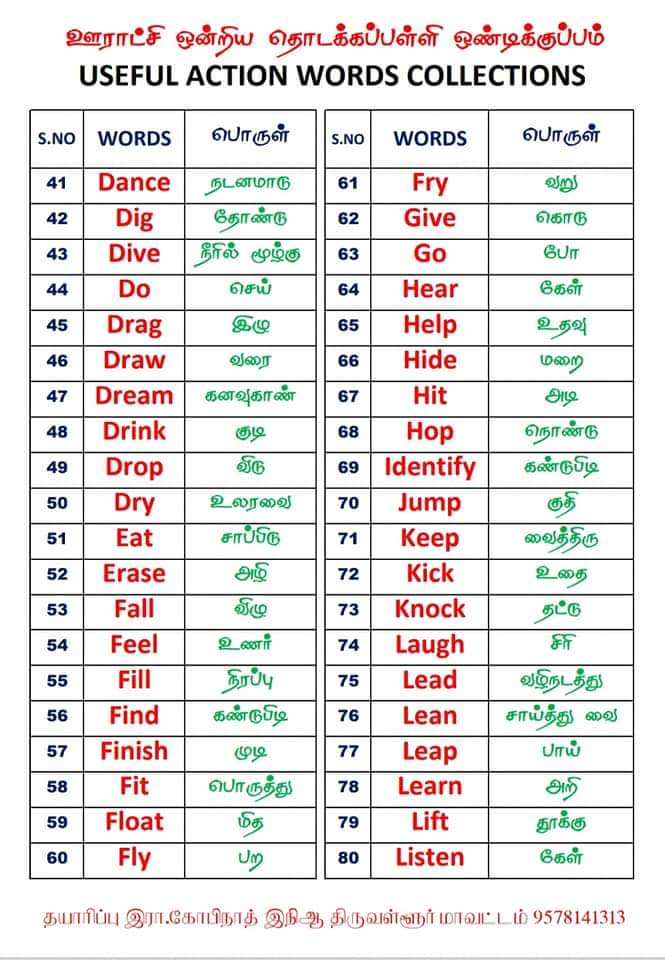 ஊராட்சி ஒன்றிய தொடக்கப்பள்ளி ஒண்டிக்குப்பம்
USEFUL ACTION WORDS COLLECTIONS
S.NO WORDS பொருள் S.NO WORDS பொருள்
41 Dance நடனமாடு 61 Fry வறு
42 Dig தோண்டு 62 Give கொடு
43 Dive நீரில் மூழ்கு 63 Go போ
44 Do செய் 64 Hear கேள்
45 Drag இழு 65 Help உதவு
46 Draw வரை 66 Hide மறை
47 Dream கனவுகாண் 67 Hit அடி
48 Drink குடி 68 Hop நொண்டு
49 Drop விடு 69 Identify கண்டுபிடி
50 Dry உலரவை 70 Jump குதி
51 Eat சாப்பிடு 71 Keep வைத்திரு
52 Erase அழி 72 Kick உதை
53 Fall விழு 73 Knock தட்டு
54 Feel உணர் 74 Laugh சிரி
55 Fill நிரப்பு 75 Lead வழிநடத்து
56 Find கண்டுபிடி 76 Lean சாய்த்து வை
57 Finish முடி 77 Leap பாய்
58 Fit பொருத்து 78 Learn அறி
59 Float மித 79 Lift தூக்கு
60 Fly பற 80 Listen கேள்
தயாரிப்பு இரா.கோபிநாத் இநிஆ திருவள்ளூர் மாவட்டம் 9578141313